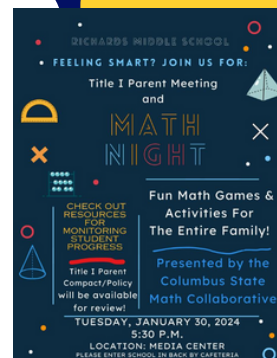 RICHARDS MIDDLE SCHOOL
FEELING SMART? JOIN US FOR:
Title I Parent Meeting
and
MATH
NIGHT
CHECK OUT
RESOURCES
FOR
MONITORING
STUDENT
PROGRESS
Title I Parent
Compact/Policy
will be available
for review!
Fun Math Games &
Activities For
The Entire Family!
Presented by the
Columbus State
Math Collaborative
TUESDAY, JANUARY 30, 2024
5:30 P.M.
LOCATION: MEDIA CENTER
PLEASE ENTER SCHOOL IN BACK BY CAFETERIA